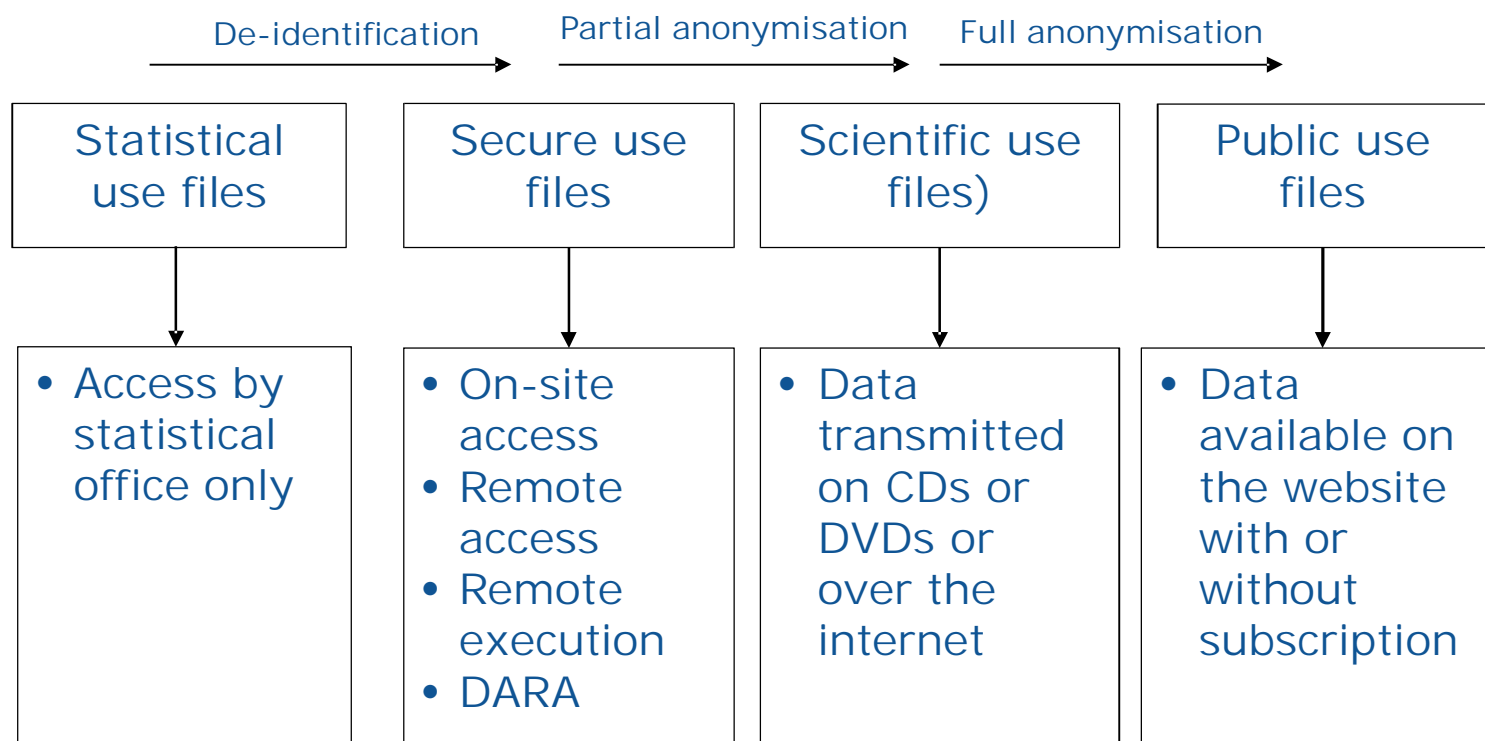 De-identification
Partial anonymisation
Full anonymisation
Statistical
use files
Secure use
files
Scientific use
files)
Public use
files
• Access by
statistical
office only
• On-site
access
• Remote
access
• Remote
execution
• DARA
• Data
transmitted
on CDs or
DVDs or
over the
internet
• Data
available on
the website
with or
without
subscription